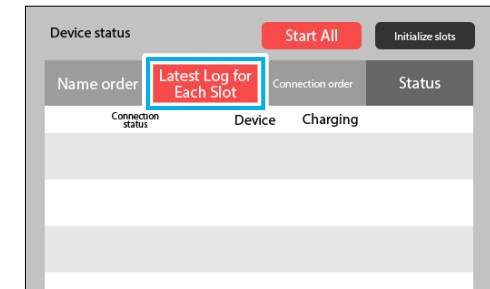 Device status
Start All
Initialize slots
Name order
Latest Log for
Each Slot
Connection order
Status
Connection
status
Device
Charging